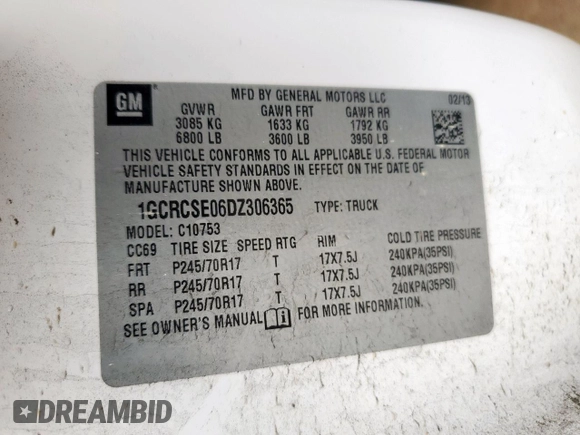 GM
MFD BY GENERAL MOTORS LLC 02/13
GVWR GAWR FRT GAWR RR
3085 KG 1633 KG 1792 KG
6800 LB 3600 LB 3950 LB
THIS VEHICLE CONFORMS TO ALL APPLICABLE U.S. FEDERAL MOTOR
VEHICLE SAFETY STANDARDS IN EFFECT ON THE DATE OF
MANUFACTURE SHOWN ABOVE.
1GCRCSE06DZ306365 TYPE: TRUCK
MODEL: C10753
CC69 TIRE SIZE SPEED RTG RIM COLD TIRE PRESSURE
FRT P245/70R17 T 17X7.5J 240KPA(35PSI)
RR P245/70R17 T 17X7.5J 240KPA(35PSI)
SPA P245/70R17 T 17X7.5J 240KPA(35PSI)
SEE OWNER'S MANUAL FOR MORE INFORMATION.
DREAMBID